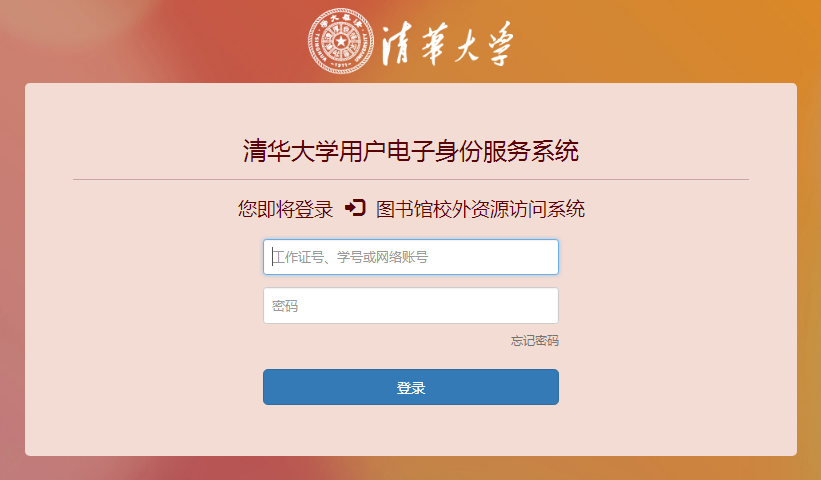 清华大学
清华大学用户电子身份服务系统
您即将登录 图书馆校外资源访问系统
工作证号、学号或网络账号
密码
忘记密码
登录